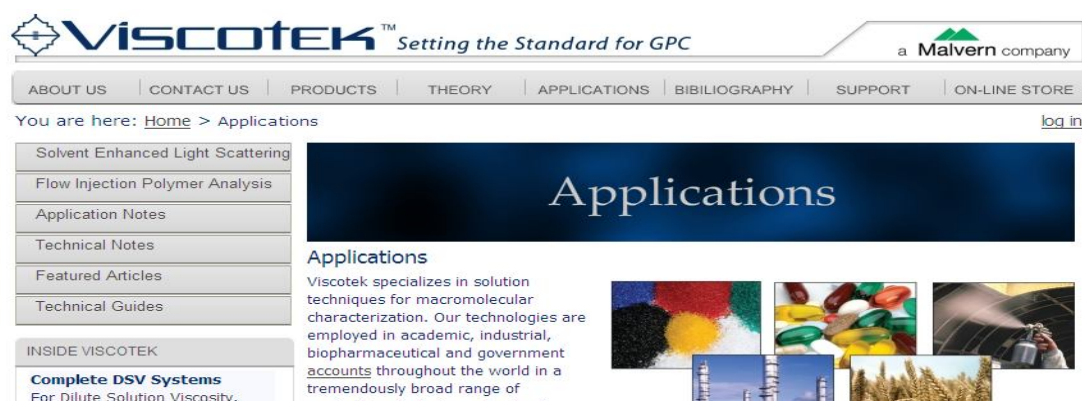 VISCOTEK™ Setting the Standard for GPC
a Malvern company
ABOUT US CONTACT US PRODUCTS THEORY APPLICATIONS BIBILIOGRAPHY SUPPORT ON-LINE STORE
You are here: Home > Applications
log in
Solvent Enhanced Light Scattering
Flow Injection Polymer Analysis
Application Notes
Technical Notes
Featured Articles
Technical Guides
INSIDE VISCOTEK
Complete DSV Systems
For Dilute Solution Viscosity,
Applications
Applications
Viscotek specializes in solution
techniques for macromolecular
characterization. Our technologies are
employed in academic, industrial,
biopharmaceutical and government
accounts throughout the world in a
tremendously broad range of